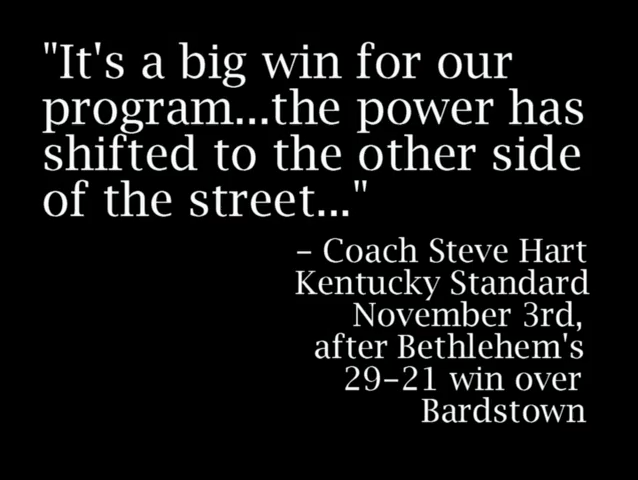 "It's a big win for our
program...the power has
shifted to the other side
of the street..."
– Coach Steve Hart
Kentucky Standard
November 3rd,
after Bethlehem's
29–21 win over
Bardstown